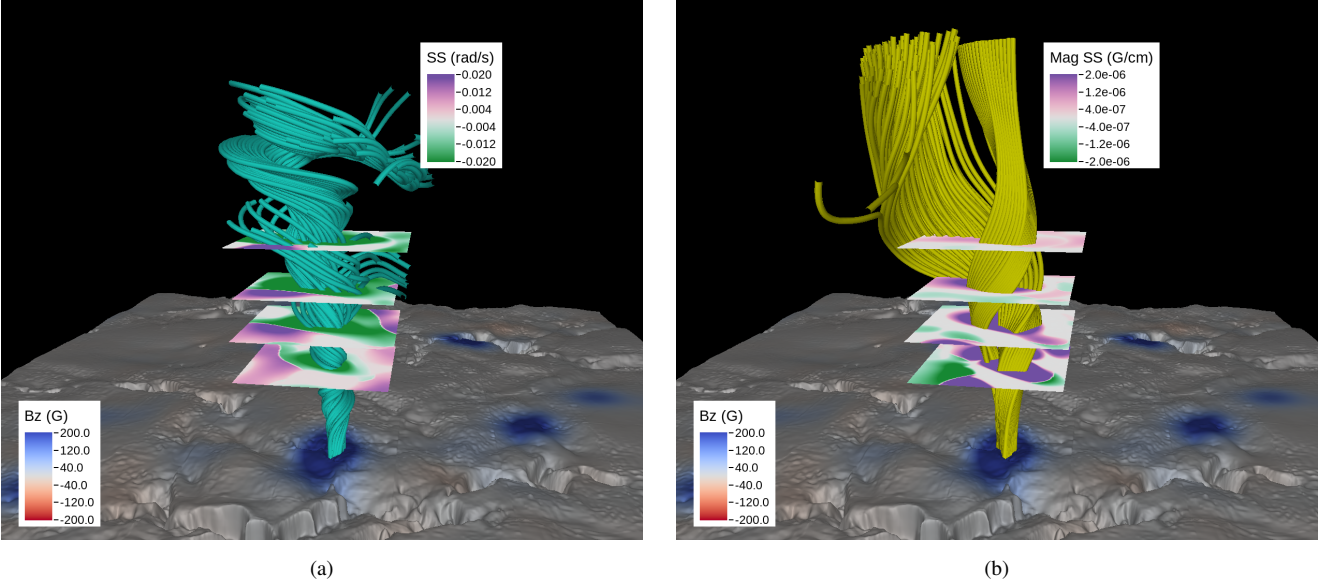 SS (rad/s)
0.020
0.012
0.004
-0.004
-0.012
-0.020
Bz (G)
200.0
120.0
40.0
-40.0
-120.0
-200.0
(a)
Mag SS (G/cm)
2.0e-06
1.2e-06
4.0e-07
-4.0e-07
-1.2e-06
-2.0e-06
Bz (G)
200.0
120.0
40.0
-40.0
-120.0
-200.0
(b)